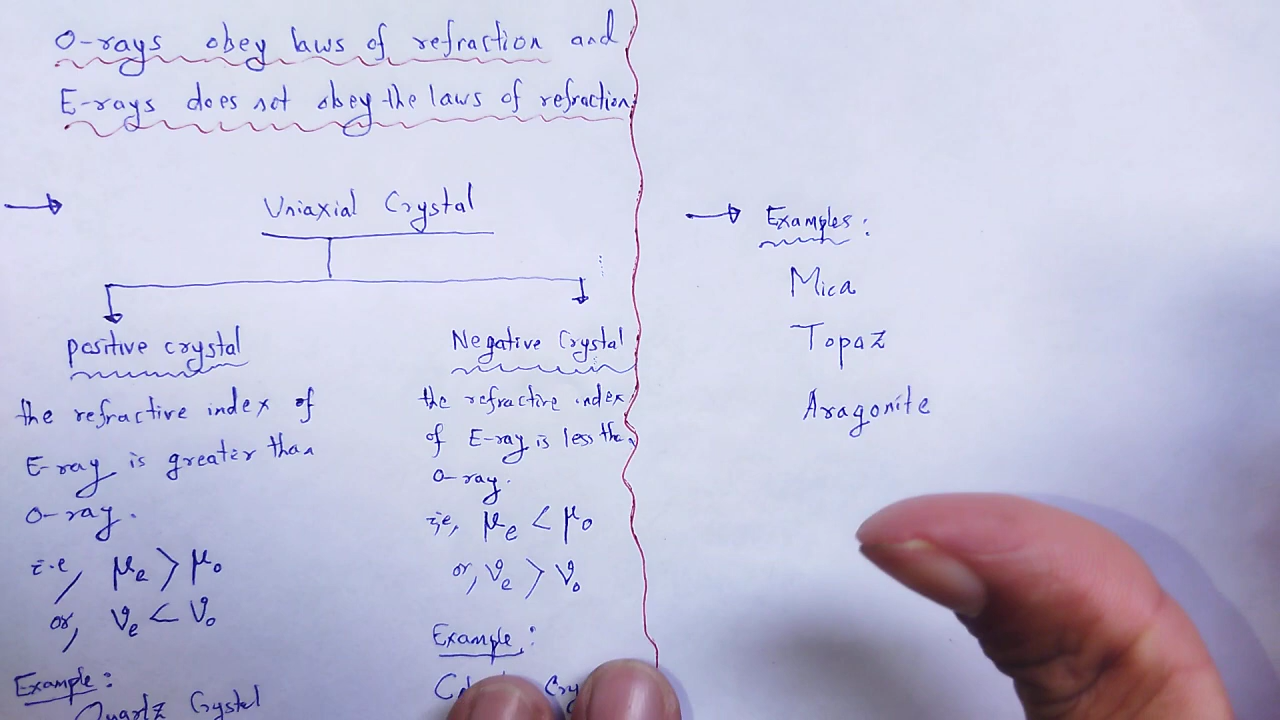 O-rays obey laws of refraction and
E-rays does not obey the laws of refraction
Uniaxial Crystal
positive crystal
the refractive index of
E-ray is greater than
O-ray.
i.e, μe > μo
or, ve < vo
Example:
Quartz Crystal
Negative Crystal
the refractive index
of E-ray is less
O-ray.
i.e, μe < μo
or, ve > vo
Example:
Examples:
Mica
Topaz
Aragonite